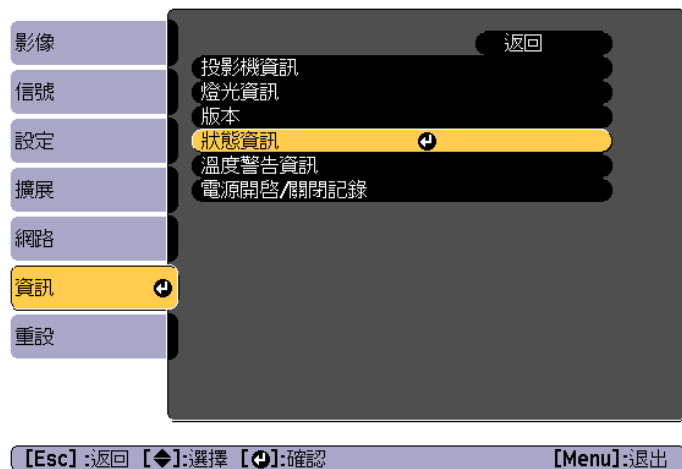 影像
信號
設定
擴展
網路
資訊
重設
返回
投影機資訊
燈光資訊
版本
狀態資訊
溫度警告資訊
電源開啓/關閉記錄
[Esc] :返回 [◆]:選擇 [⏎]:確認 [Menu]:退出